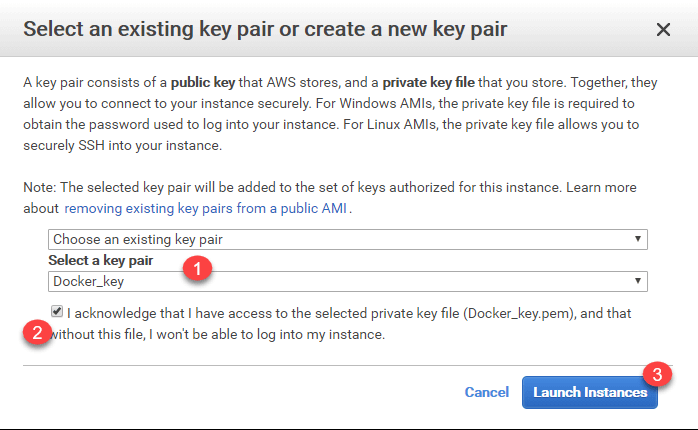 Select an existing key pair or create a new key pair
A key pair consists of a public key that AWS stores, and a private key file that you store. Together, they
allow you to connect to your instance securely. For Windows AMIs, the private key file is required to
obtain the password used to log into your instance. For Linux AMIs, the private key file allows you to
securely SSH into your instance.
Note: The selected key pair will be added to the set of keys authorized for this instance. Learn more
about removing existing key pairs from a public AMI.
Choose an existing key pair
Select a key pair
1
Docker_key
I acknowledge that I have access to the selected private key file (Docker_key.pem), and that
2
without this file, I won't be able to log into my instance.
3
Cancel Launch Instances